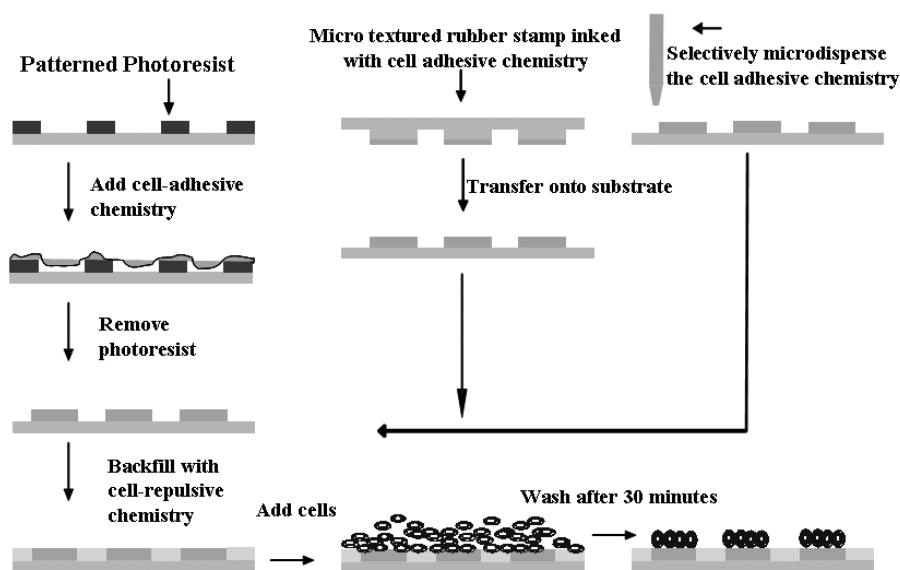 Patterned Photoresist
Add cell-adhesive
chemistry
Remove
photoresist
Backfill with
cell-repulsive
chemistry
Micro textured rubber stamp inked
with cell adhesive chemistry
Transfer onto substrate
Selectively microdisperse
the cell adhesive chemistry
Add cells
Wash after 30 minutes